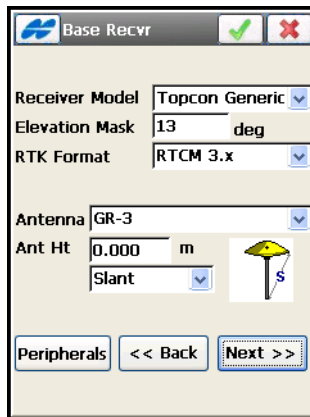 Base Recvr
Receiver Model Topcon Generic
Elevation Mask 13 deg
RTK Format RTCM 3.x
Antenna GR-3
Ant Ht 0.000 m
Slant
S
Peripherals << Back Next >>